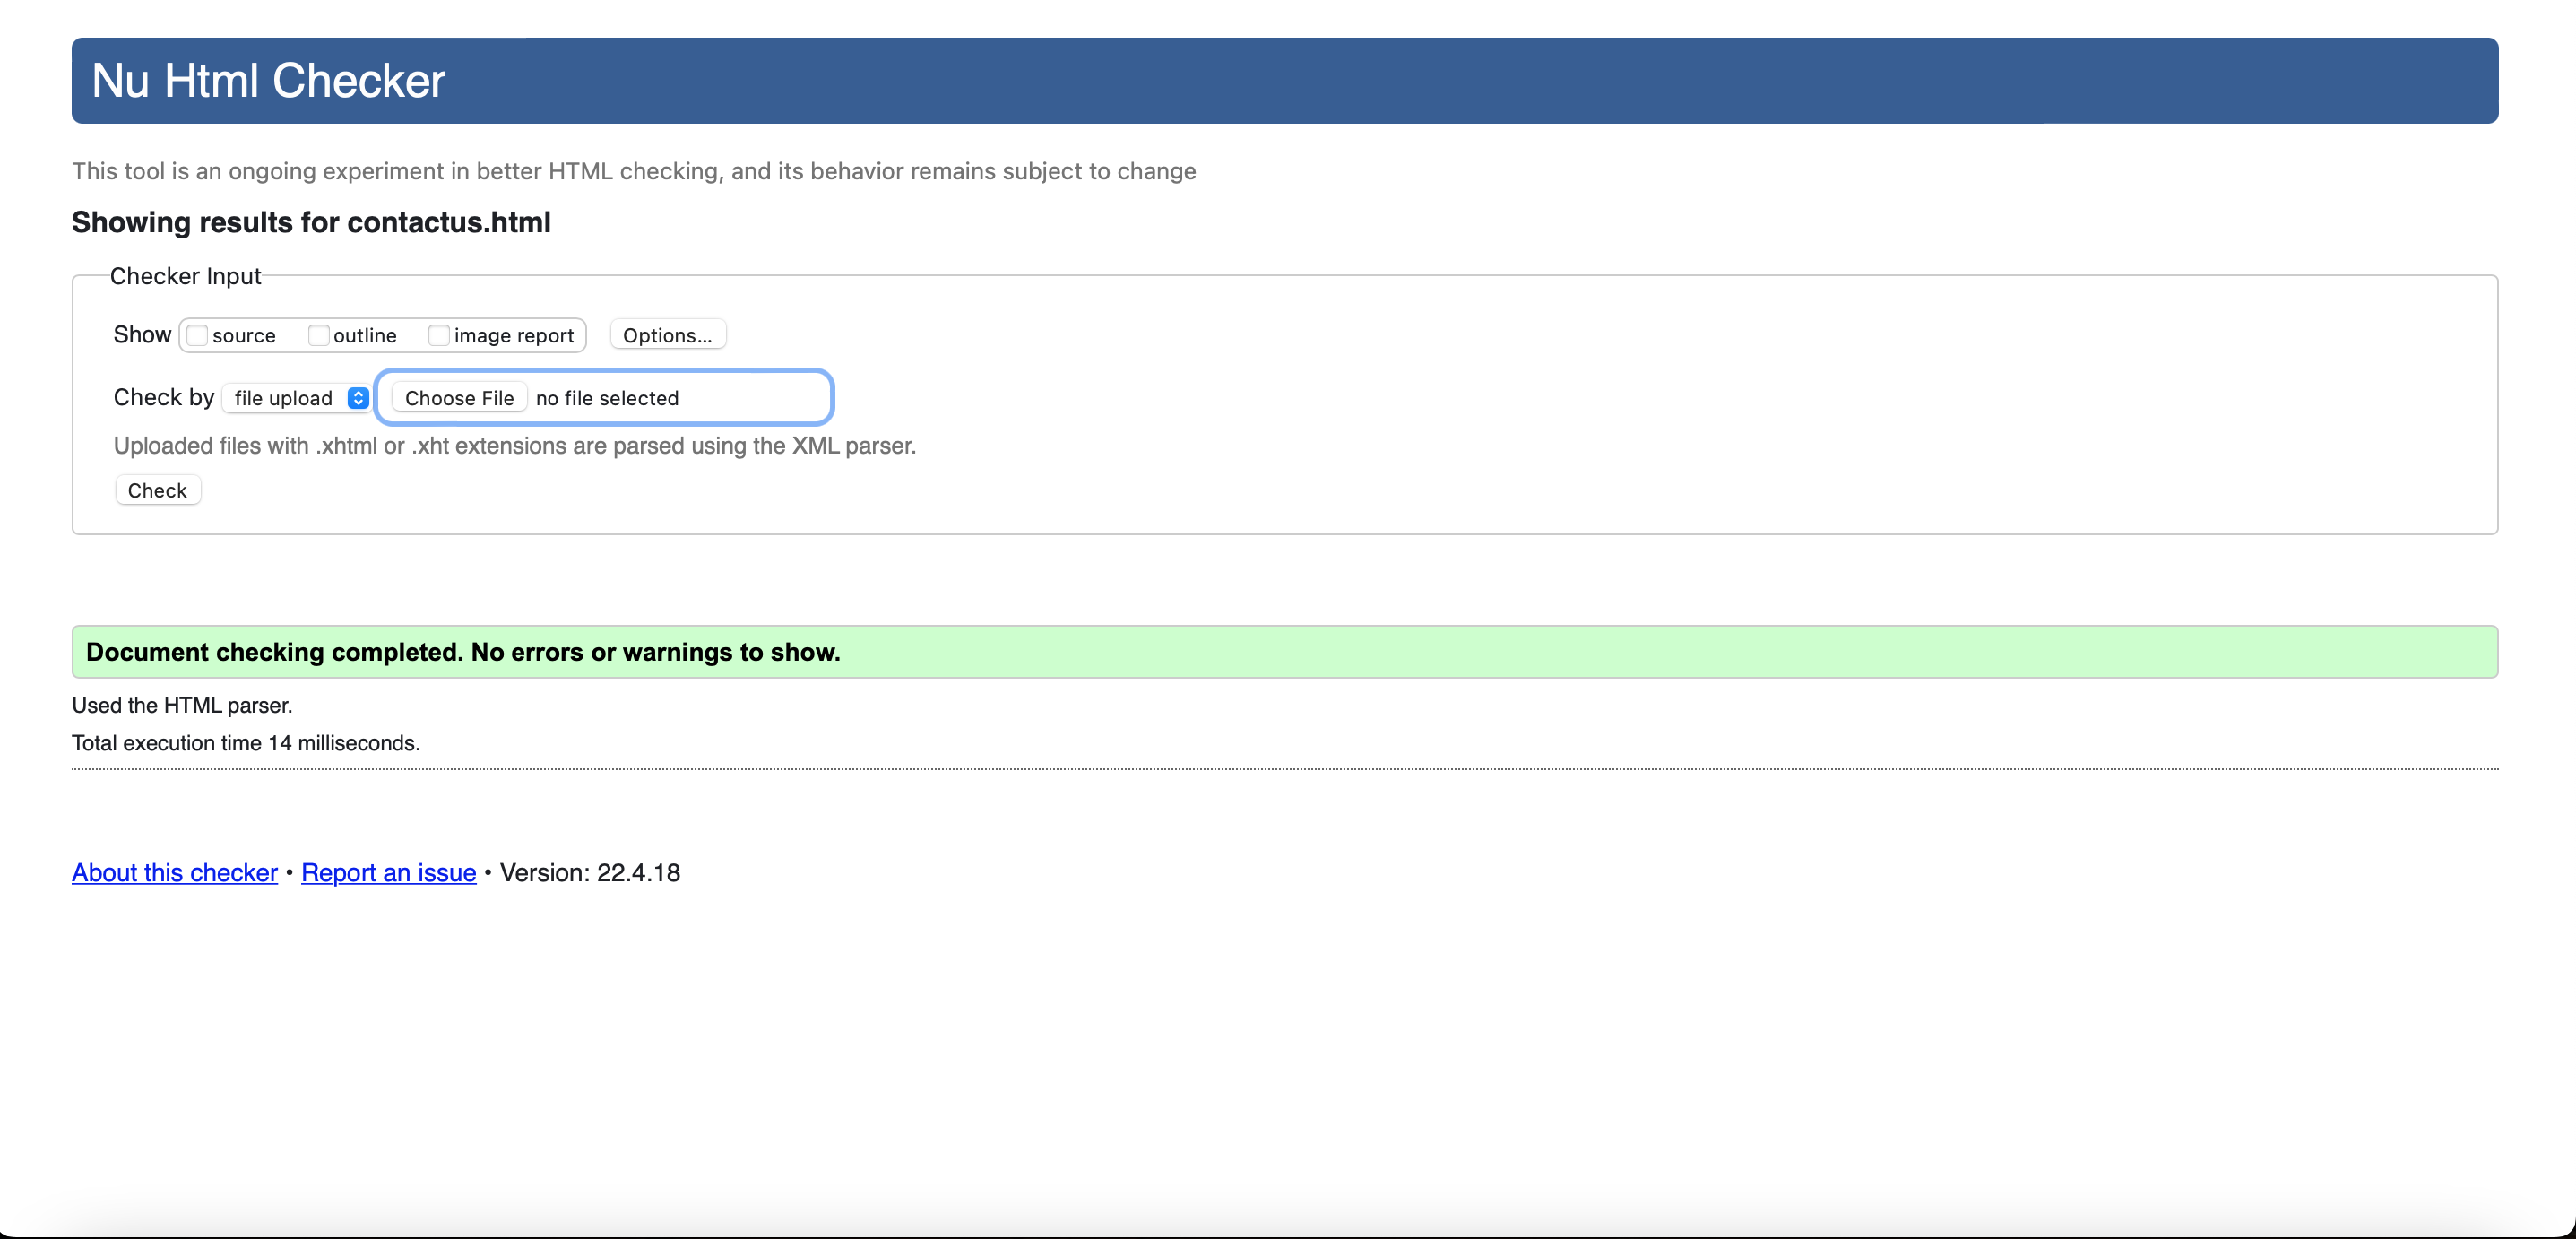 Nu Html Checker
This tool is an ongoing experiment in better HTML checking, and its behavior remains subject to change
Showing results for contactus.html
Checker Input
Show source outline image report Options...
Check by file upload Choose File no file selected
Uploaded files with .xhtml or .xht extensions are parsed using the XML parser.
Check
Document checking completed. No errors or warnings to show.
Used the HTML parser.
Total execution time 14 milliseconds.
About this checker • Report an issue • Version: 22.4.18